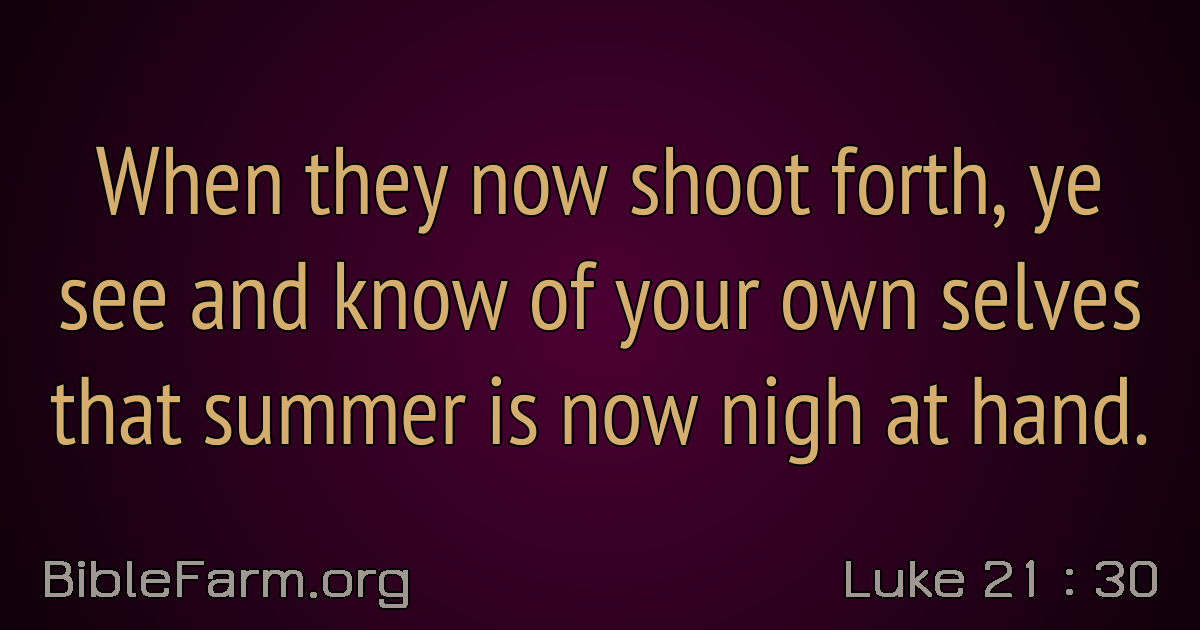 When they now shoot forth, ye
see and know of your own selves
that summer is now nigh at hand.
BibleFarm.org
Luke 21 : 30